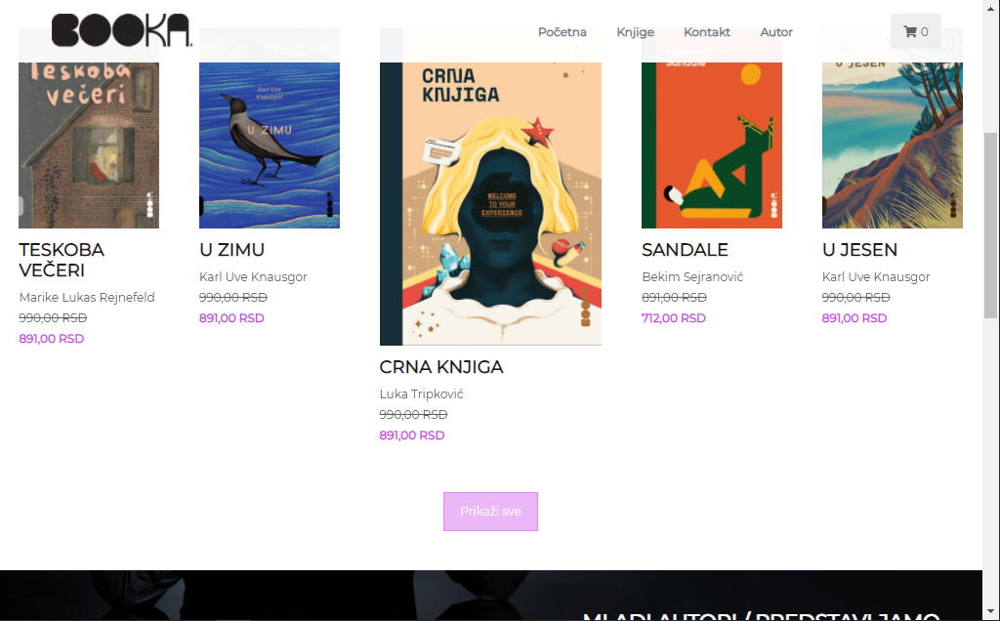 BOOKA.
Početna
Knjige
Kontakt
Autor
0
Teskoba
večeri
TESKOBA
VEČERI
Marike Lukas Rejnefeld
990,00 RSD
891,00 RSD
Karl Uve
Knausgor
U ZIMU
U ZIMU
Karl Uve Knausgor
990,00 RSD
891,00 RSD
CRNA
KNJIGA
WELCOME
TO YOUR
EXPERIENCE
CRNA KNJIGA
Luka Tripković
990,00 RSD
891,00 RSD
Sandale
SANDALE
Bekim Sejranović
891,00 RSD
712,00 RSD
U JESEN
U JESEN
Karl Uve Knausgor
990,00 RSD
891,00 RSD
Prikaži sve
MLADI AUTORI / PREDSTAVLJAMO